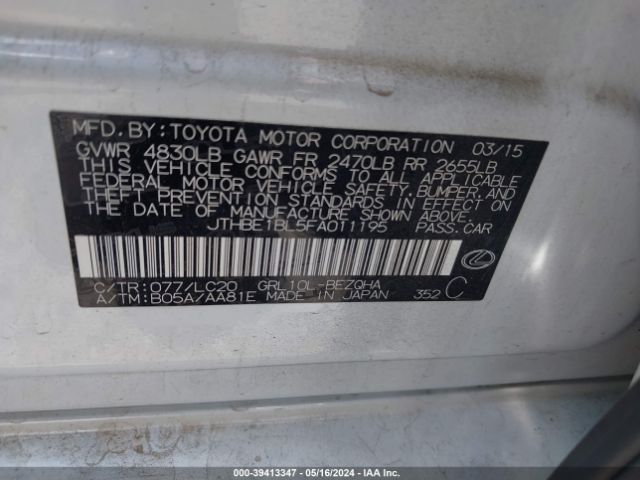 MFD. BY: TOYOTA MOTOR CORPORATION 03/15
GVWR 4830LB GAWR FR 2470LB RR 2655LB
THIS VEHICLE CONFORMS TO ALL APPLICABLE
FEDERAL MOTOR VEHICLE SAFETY, BUMPER, AND
THEFT PREVENTION STANDARDS IN EFFECT ON
THE DATE OF MANUFACTURE SHOWN ABOVE.
JTHBE1BL5FA011195 PASS. CAR
C/TR: 077/LC20 GRL10L-BEZQHA
A/TM: B05A/AA81E MADE IN JAPAN 352 C
000-39413347 - 05/16/2024 - IAA Inc.